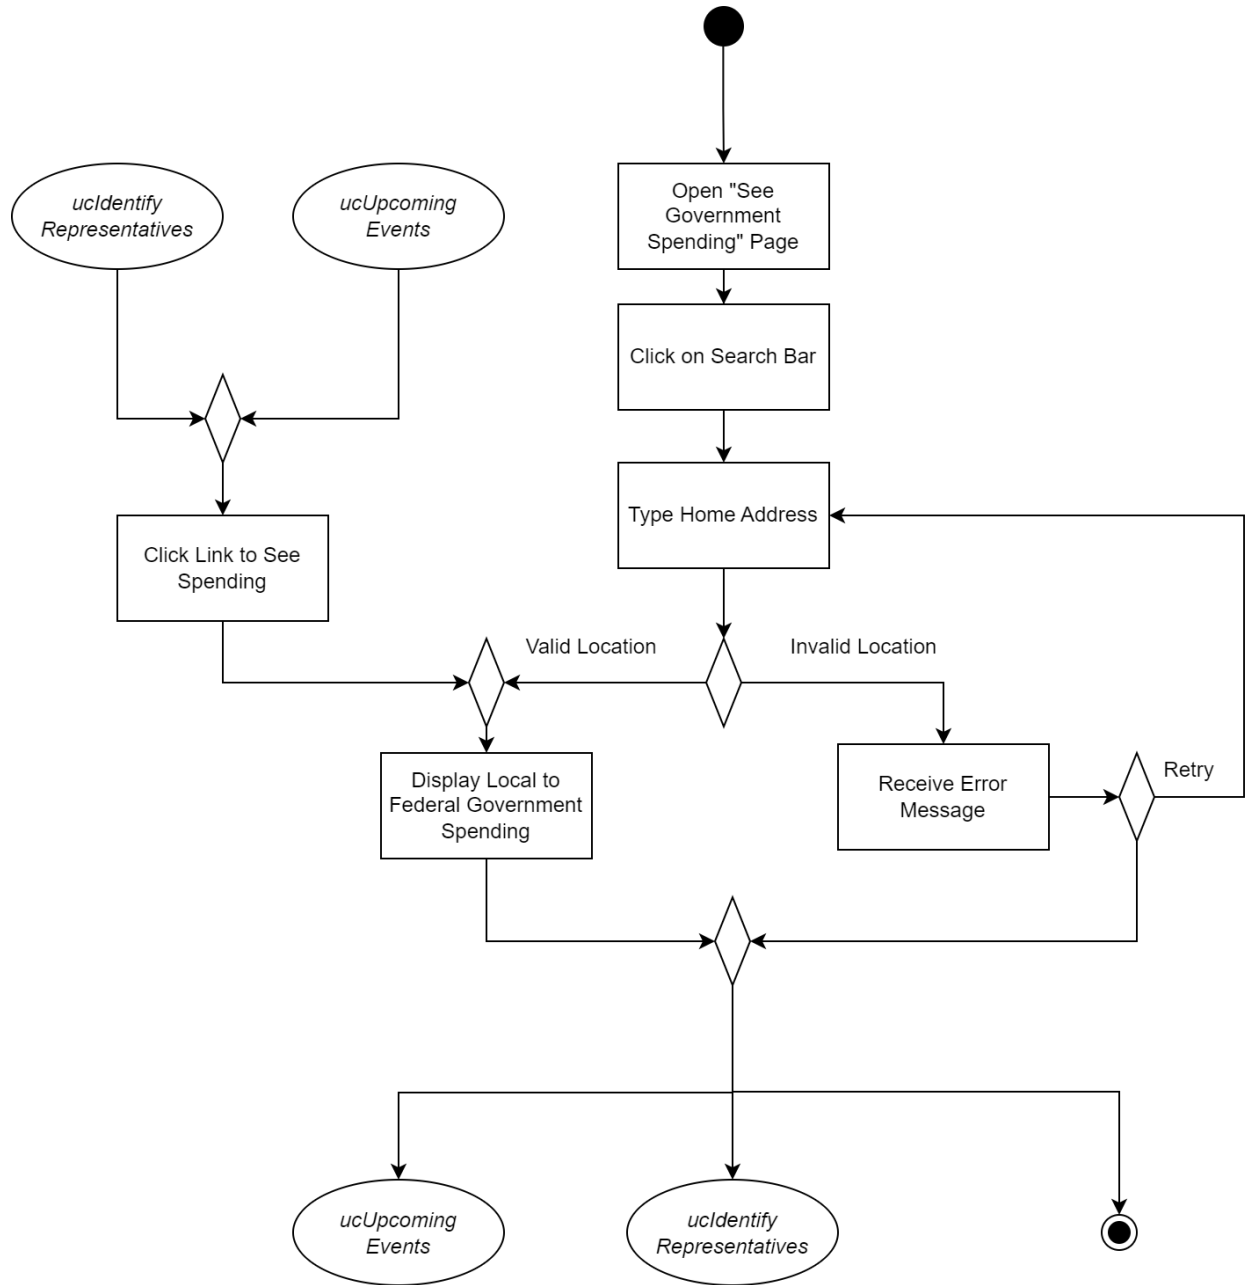 ucIdentify
Representatives
ucUpcoming
Events
Open "See
Government
Spending" Page
Click on Search Bar
Type Home Address
Click Link to See
Spending
Valid Location
Invalid Location
Display Local to
Federal Government
Spending
Receive Error
Message
Retry
ucUpcoming
Events
ucIdentify
Representatives